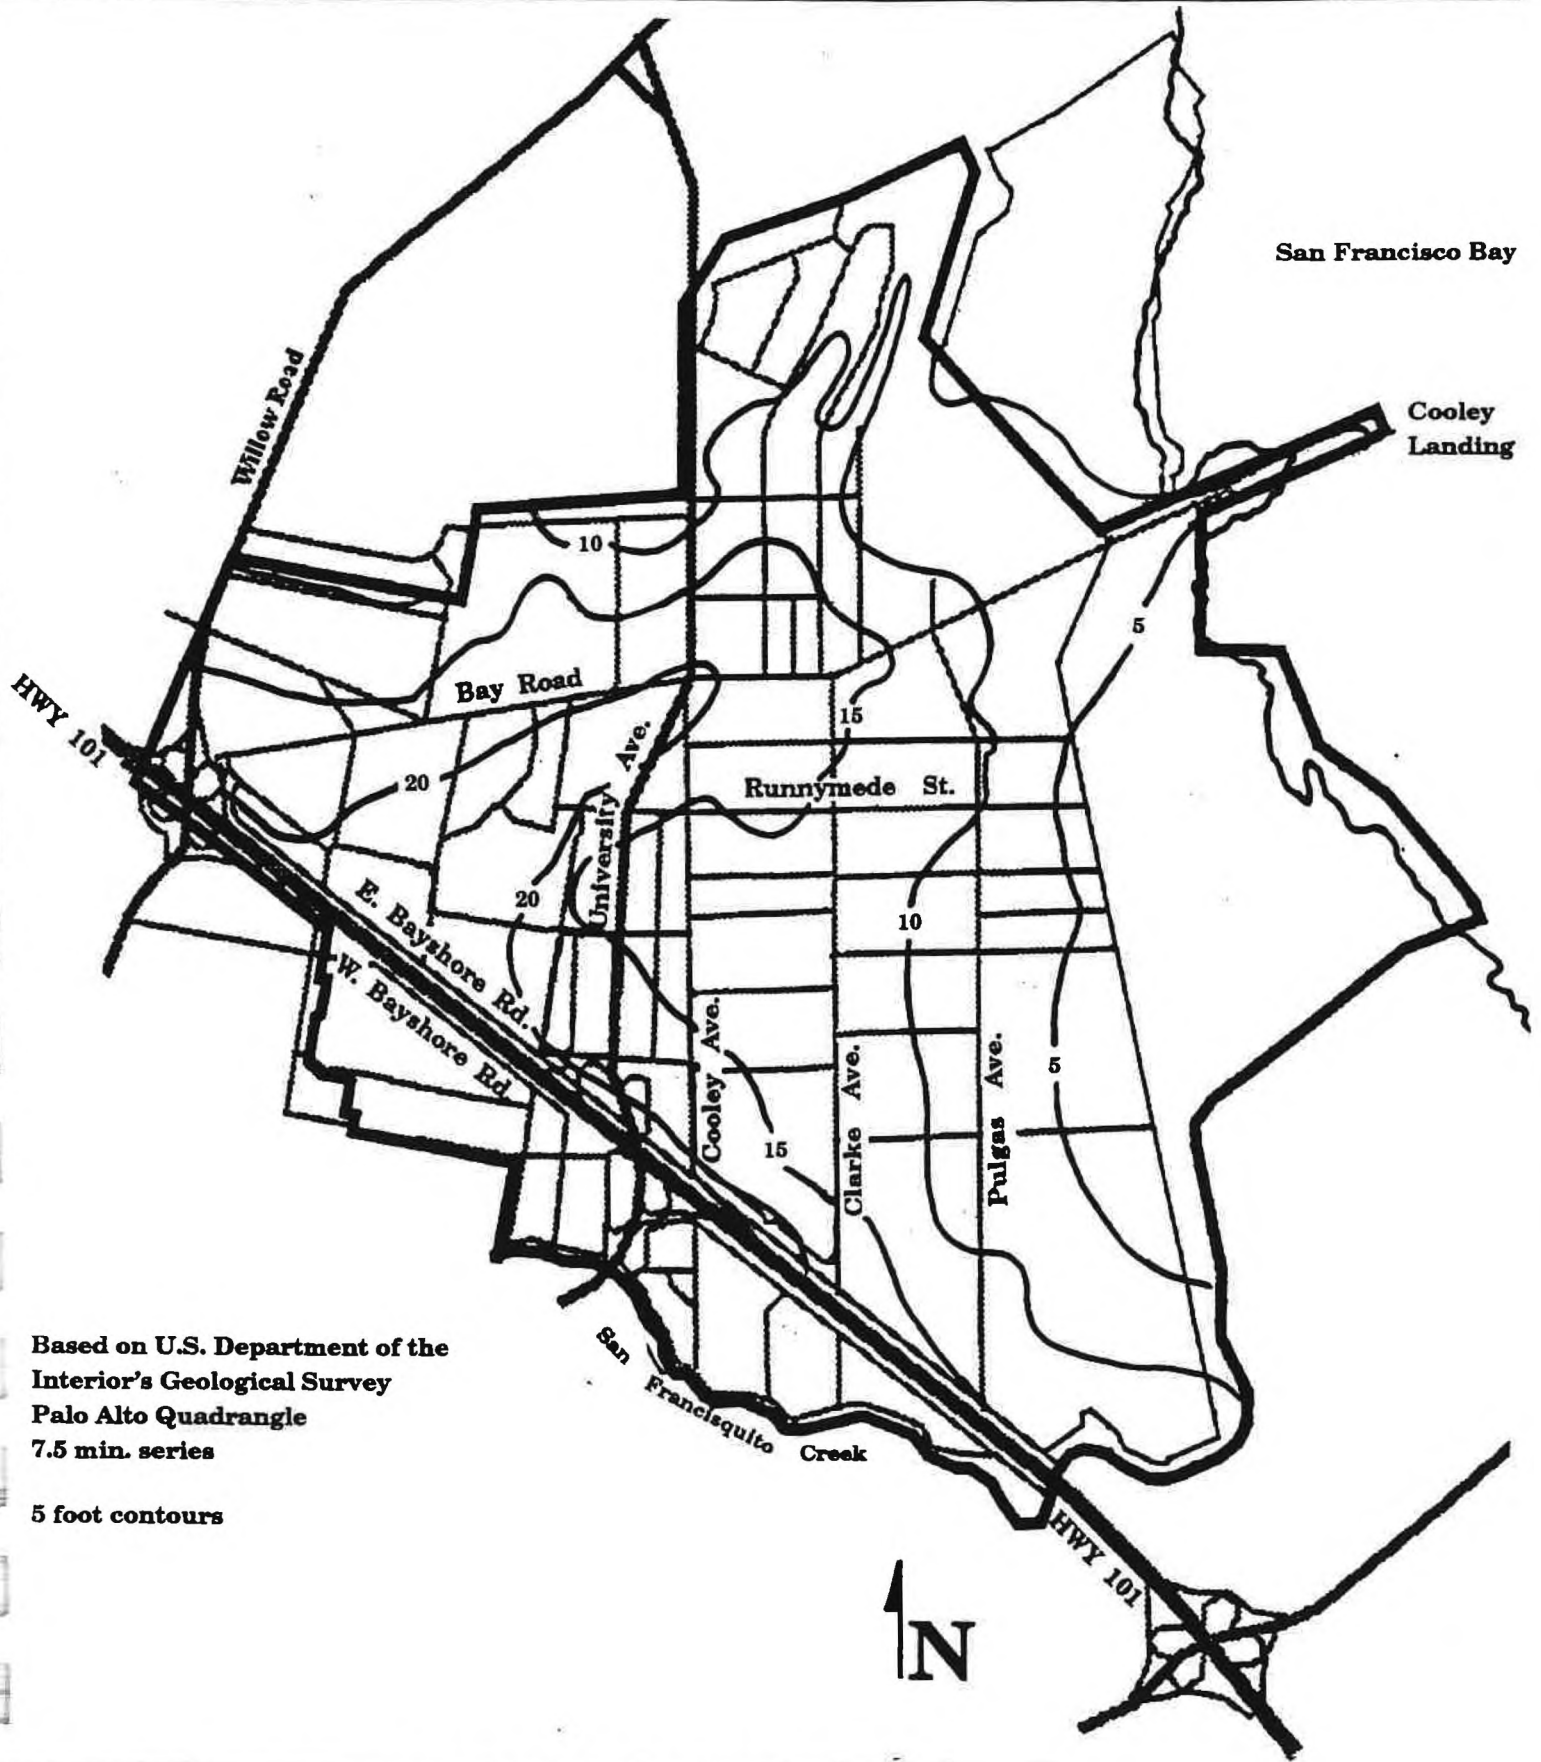 San Francisco Bay
Willow Road
Cooley
Landing
10
5
HWY 101
Bay Road
15
Ave.
20
Runnymede St.
University
20
E. Bayshore Rd.
10
W. Bayshore Rd.
Cooley Ave.
Clarke Ave.
Pulgas Ave.
5
15
San
Francisquito
Creek
Based on U.S. Department of the
Interior's Geological Survey
Palo Alto Quadrangle
7.5 min. series
5 foot contours
HWY 101
N